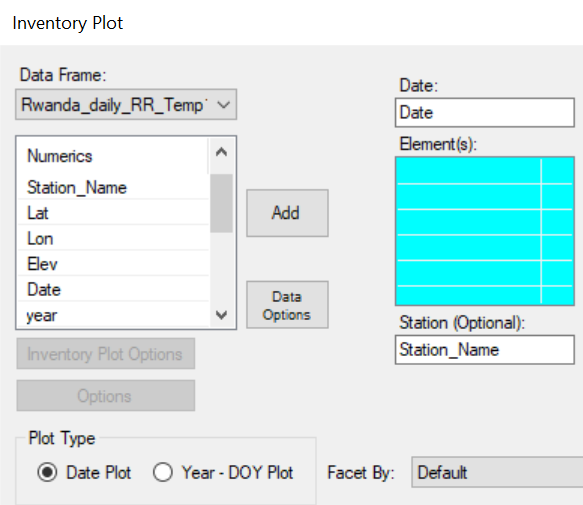 Inventory Plot
Data Frame:
Rwanda_daily_RR_Temp
Numerics
Station_Name
Lat
Lon
Elev
Date
year
Add
Data
Options
Inventory Plot Options
Options
Date:
Date
Element(s):
Station (Optional):
Station_Name
Plot Type
Date Plot
Year - DOY Plot
Facet By:
Default